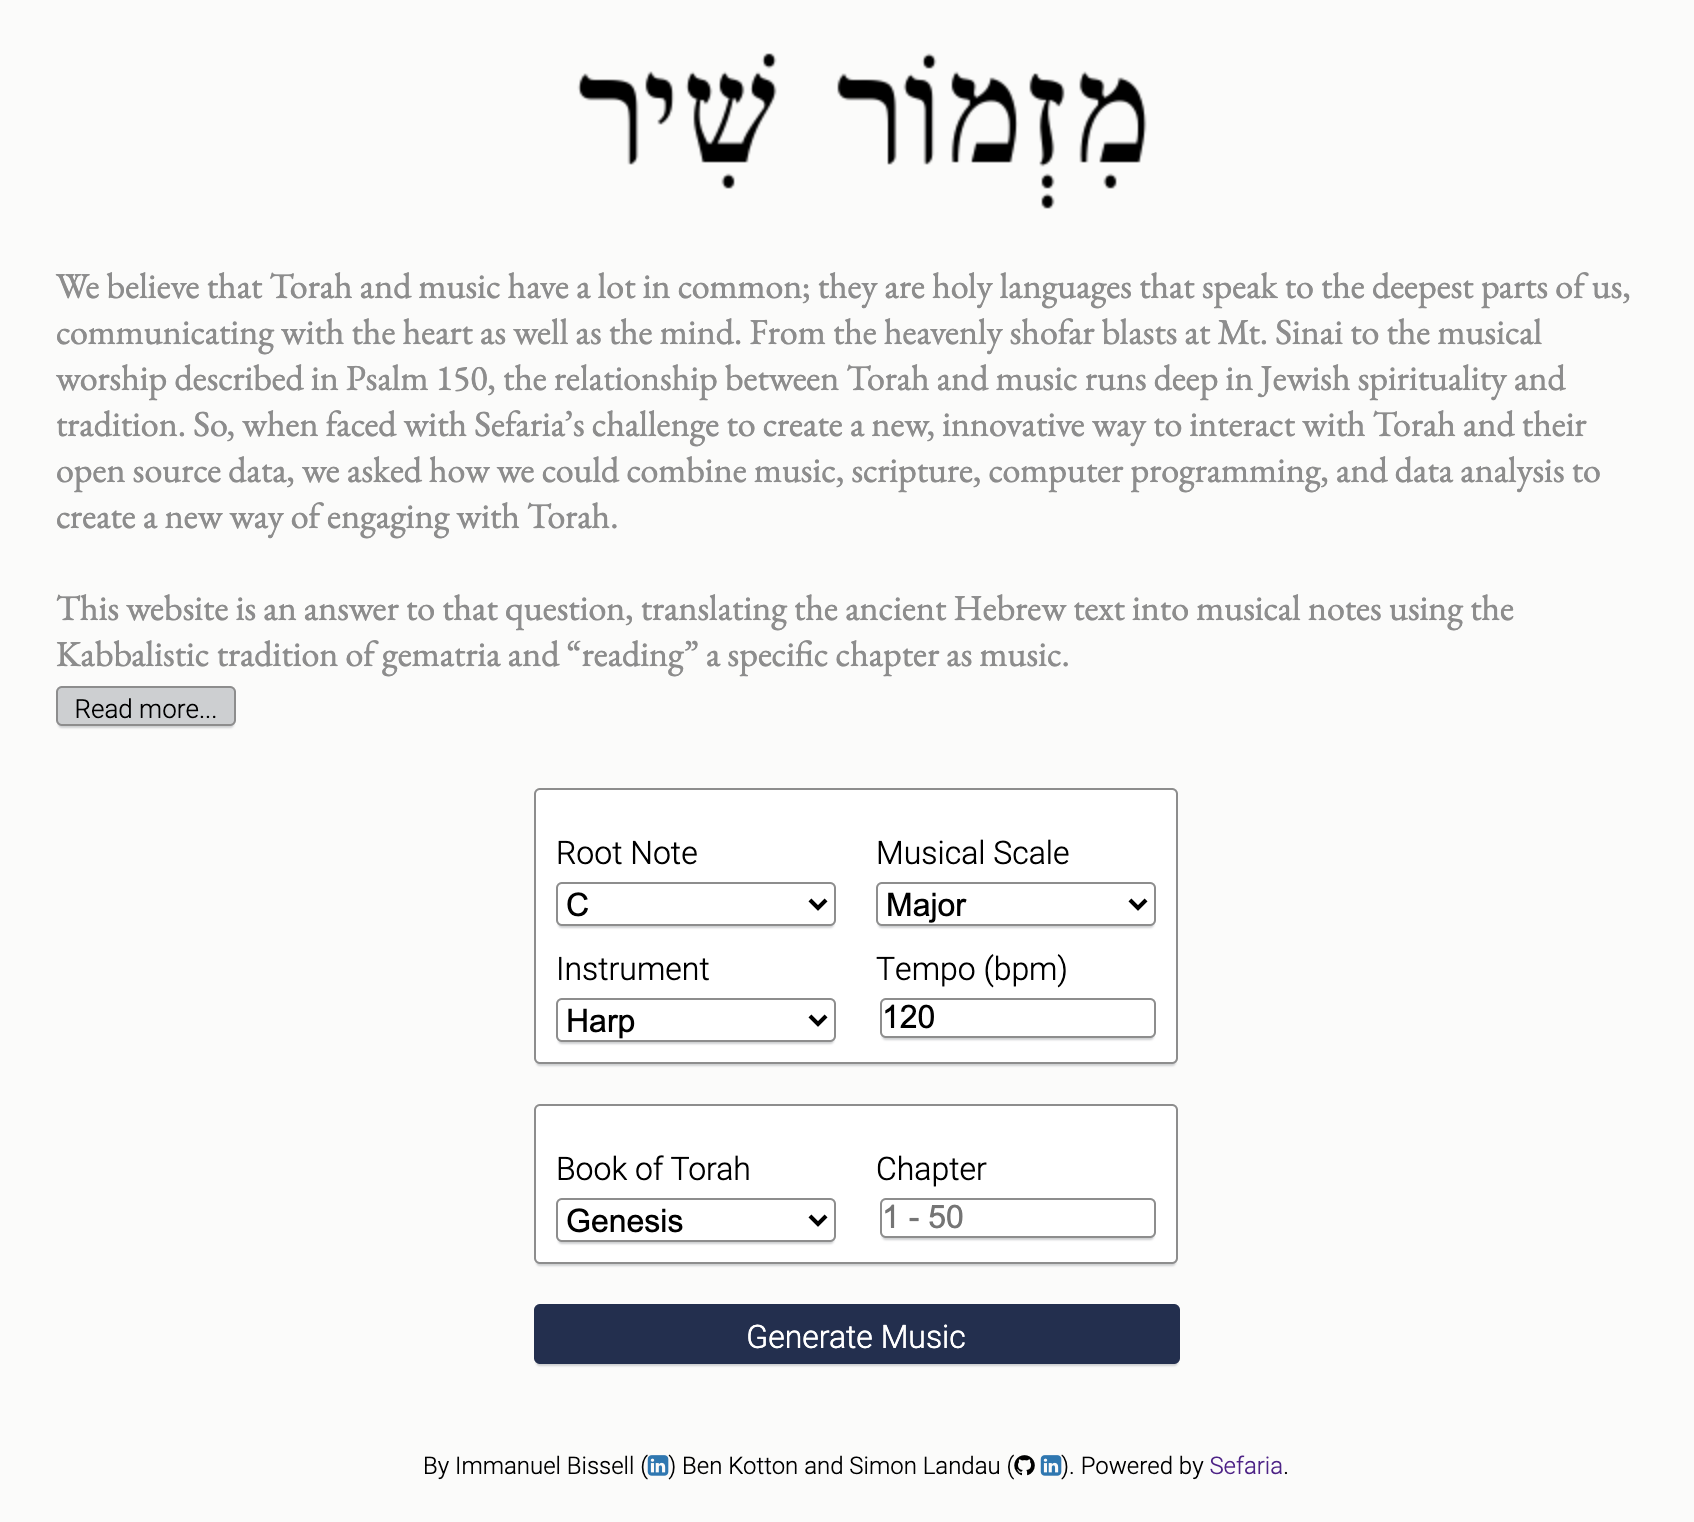 מִזְמוֹר שִׁיר
We believe that Torah and music have a lot in common; they are holy languages that speak to the deepest parts of us,
communicating with the heart as well as the mind. From the heavenly shofar blasts at Mt. Sinai to the musical
worship described in Psalm 150, the relationship between Torah and music runs deep in Jewish spirituality and
tradition. So, when faced with Sefaria’s challenge to create a new, innovative way to interact with Torah and their
open source data, we asked how we could combine music, scripture, computer programming, and data analysis to
create a new way of engaging with Torah.
This website is an answer to that question, translating the ancient Hebrew text into musical notes using the
Kabbalistic tradition of gematria and “reading” a specific chapter as music.
Read more...
Root Note
Musical Scale
C
Major
Instrument
Tempo (bpm)
Harp
120
Book of Torah
Chapter
Genesis
1 - 50
Generate Music
By Immanuel Bissell (in) Ben Kotton and Simon Landau (in). Powered by Sefaria.